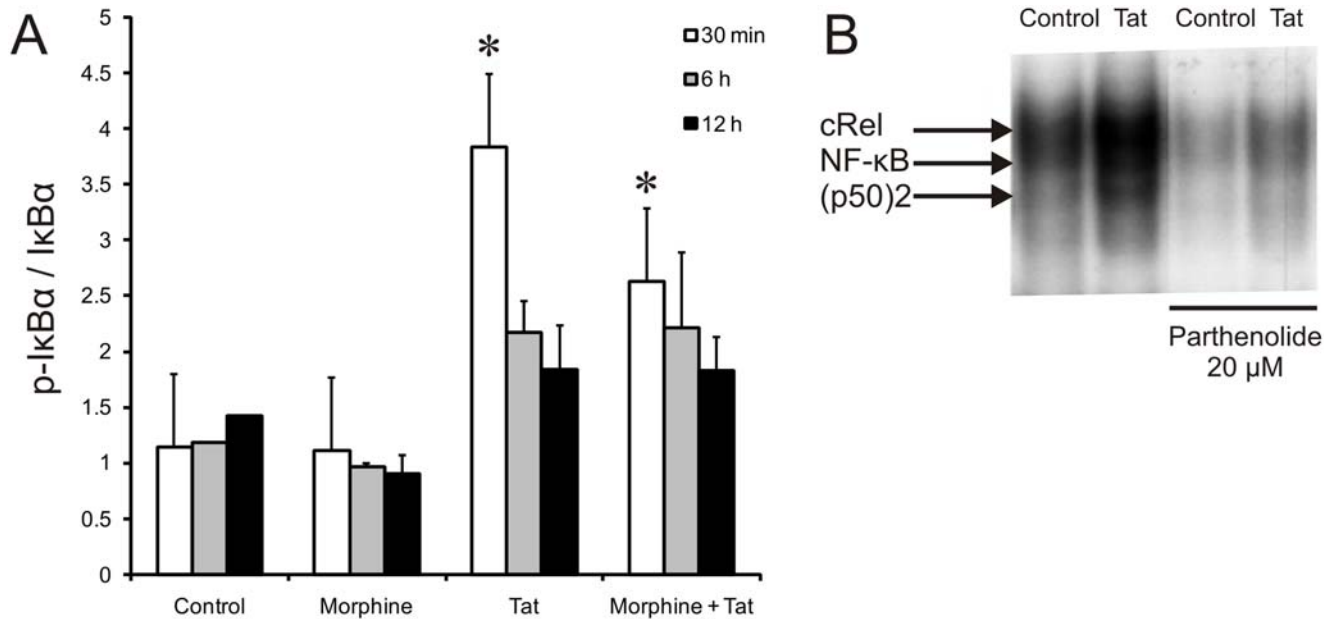 A
p-IκBα / IκBα
5
4.5
4
3.5
3
2.5
2
1.5
1
0.5
0
*
*
30 min
6 h
12 h
Control Morphine Tat Morphine + Tat
B
Control Tat Control Tat
cRel
NF-κB
(p50)2
Parthenolide
20 μM